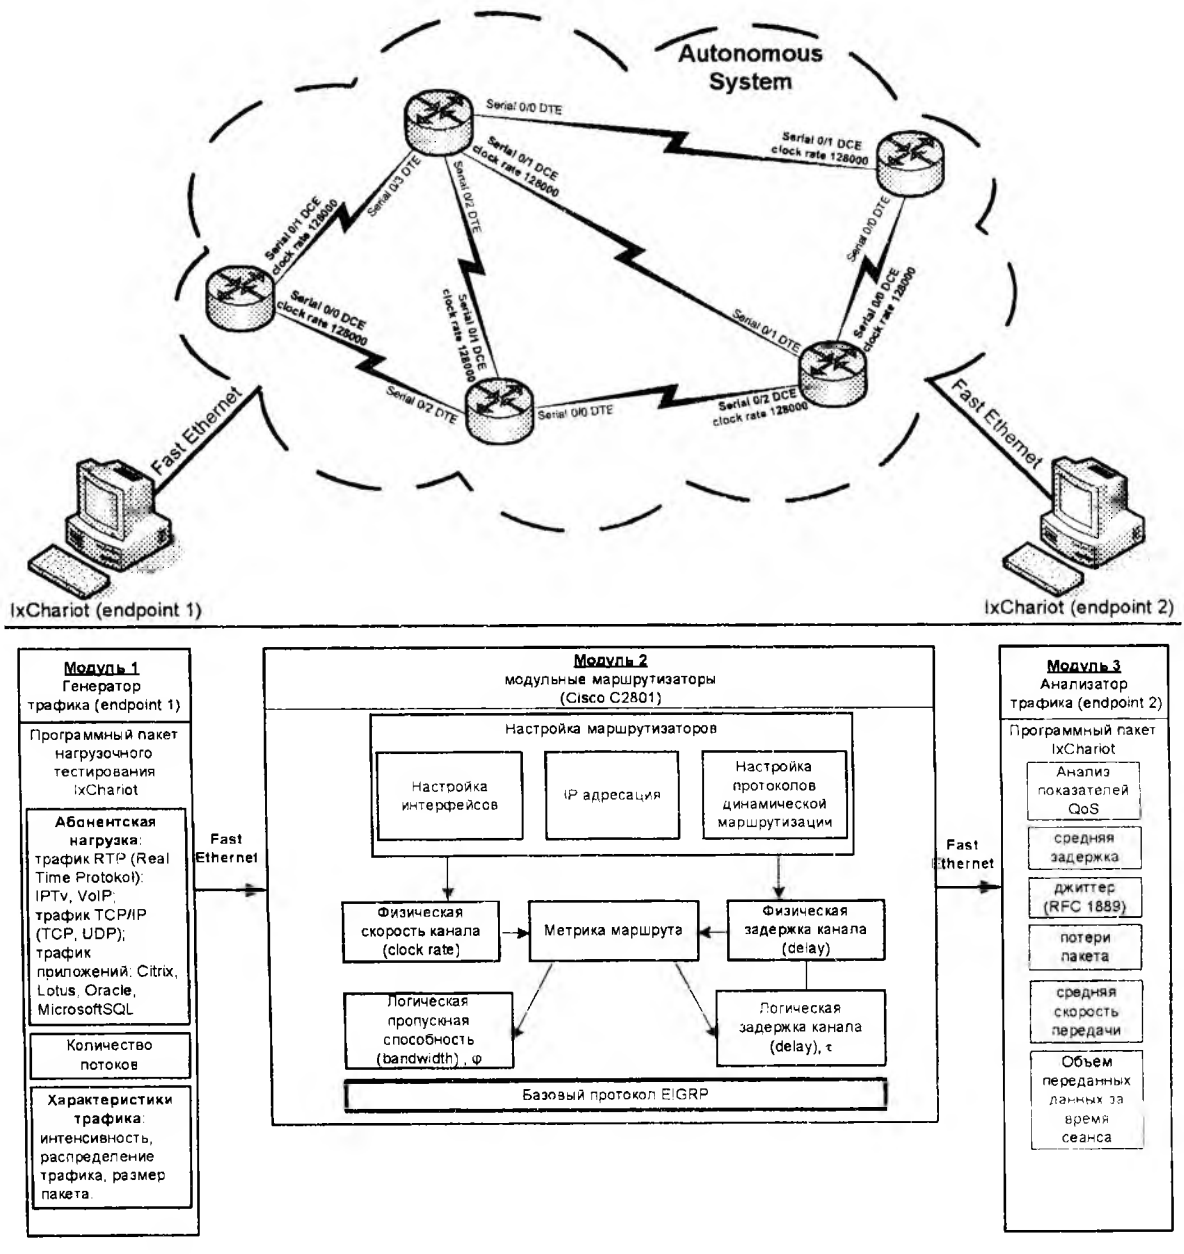 Autonomous
System
Serial 0/0 DTE
Serial 0/1 DCE
clock rate 128000
Serial 0/1 DCE
clock rate 128000
Serial 0/3 DTE
Serial 0/2 DTE
Serial 0/0 DTE
Serial 0/1 DCE
clock rate 128000
Serial 0/0 DCE
clock rate 128000
Serial 0/0 DCE
clock rate 128000
Serial 0/1 DCE
clock rate 128000
Serial 0/1 DTE
Serial 0/2 DTE
Serial 0/0 DTE
Serial 0/2 DCE
clock rate 128000
Fast Ethernet
Fast Ethernet
IxChariot (endpoint 1)
IxChariot (endpoint 2)
Модуль 1
Генератор
трафика (endpoint 1)
Программный пакет
нагрузочного
тестирования
IxChariot
Абонентская
нагрузка:
трафик RTP (Real
Time Protokol):
IPTv, VoIP;
трафик TCP/IP
(TCP, UDP);
трафик
приложений: Citrix,
Lotus, Oracle,
MicrosoftSQL
Количество
потоков
Характеристики
трафика:
интенсивность,
распределение
трафика, размер
пакета.
Fast
Ethernet
Модуль 2
модульные маршрутизаторы
(Cisco C2801)
Настройка маршрутизаторов
Настройка
интерфейсов
IP адресация
Настройка
протоколов
динамической
маршрутизации
Физическая
скорость канала
(clock rate)
Метрика маршрута
Физическая
задержка канала
(delay)
Логическая
пропускная
способность
(bandwidth) , φ
Логическая
задержка канала
(delay), τ
Базовый протокол EIGRP
Fast
Ethernet
Модуль 3
Анализатор
трафика (endpoint 2)
Программный пакет
IxChariot
Анализ
показателей
QoS
средняя
задержка
джиттер
(RFC 1889)
потери
пакета
средняя
скорость
передачи
Объем
переданных
данных за
время
сеанса